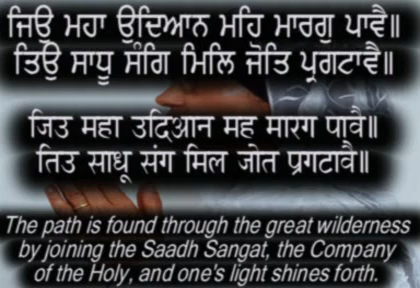 ਜਿਉ ਮਹਾ ਉਦਿਆਨ ਮਹਿ ਮਾਰਗੁ ਪਾਵੈ॥
ਤਿਉ ਸਾਧੂ ਸੰਗਿ ਮਿਲਿ ਜੋਤਿ ਪ੍ਰਗਟਾਵੈ॥
ਜਿਤ ਮਹਾ ਉਦਿਆਨ ਮਹ ਮਾਰਗ ਪਾਵੈ॥
ਤਿਤ ਸਾਧੂ ਸੰਗ ਮਿਲ ਜੋਤ ਪ੍ਰਗਟਾਵੈ॥
The path is found through the great wilderness
by joining the Saadh Sangat, the Company
of the Holy, and one's light shines forth.